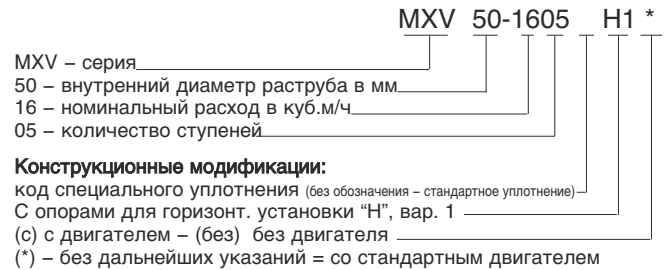 MXV 50-1605 _ H1 *
MXV – серия
50 – внутренний диаметр раструба в мм
16 – номинальный расход в куб.м/ч
05 – количество ступеней
Конструкционные модификации:
код специального уплотнения (без обозначения – стандартное уплотнение)
С опорами для горизонт. установки “H”, вар. 1
(с) с двигателем – (без) без двигателя
(*) – без дальнейших указаний = со стандартным двигателем